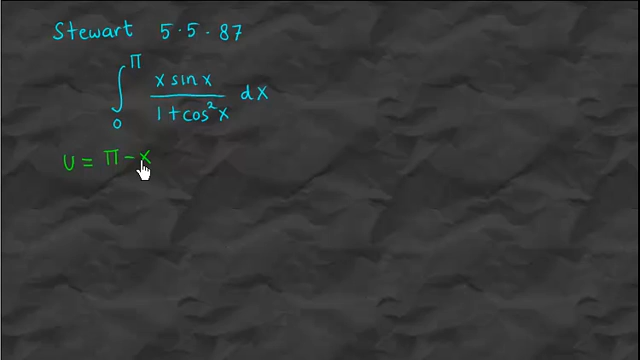 Stewart 5.5.87
∫₀^π (x sin x)/(1 + cos²x) dx
u = π − x